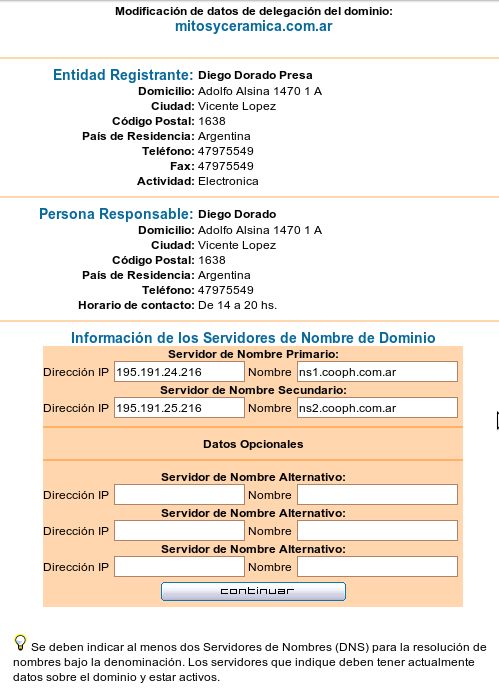 Modificación de datos de delegación del dominio:
mitosyceramica.com.ar
Entidad Registrante: Diego Dorado Presa
Domicilio: Adolfo Alsina 1470 1 A
Ciudad: Vicente Lopez
Código Postal: 1638
País de Residencia: Argentina
Teléfono: 47975549
Fax: 47975549
Actividad: Electronica
Persona Responsable: Diego Dorado
Domicilio: Adolfo Alsina 1470 1 A
Ciudad: Vicente Lopez
Código Postal: 1638
País de Residencia: Argentina
Teléfono: 47975549
Horario de contacto: De 14 a 20 hs.
Información de los Servidores de Nombre de Dominio
Servidor de Nombre Primario:
Dirección IP 195.191.24.216 Nombre ns1.cooph.com.ar
Servidor de Nombre Secundario:
Dirección IP 195.191.25.216 Nombre ns2.cooph.com.ar
Datos Opcionales
Servidor de Nombre Alternativo:
Dirección IP Nombre
Servidor de Nombre Alternativo:
Dirección IP Nombre
Servidor de Nombre Alternativo:
Dirección IP Nombre
continuar
Se deben indicar al menos dos Servidores de Nombres (DNS) para la resolución de
nombres bajo la denominación. Los servidores que indique deben tener actualmente
datos sobre el dominio y estar activos.